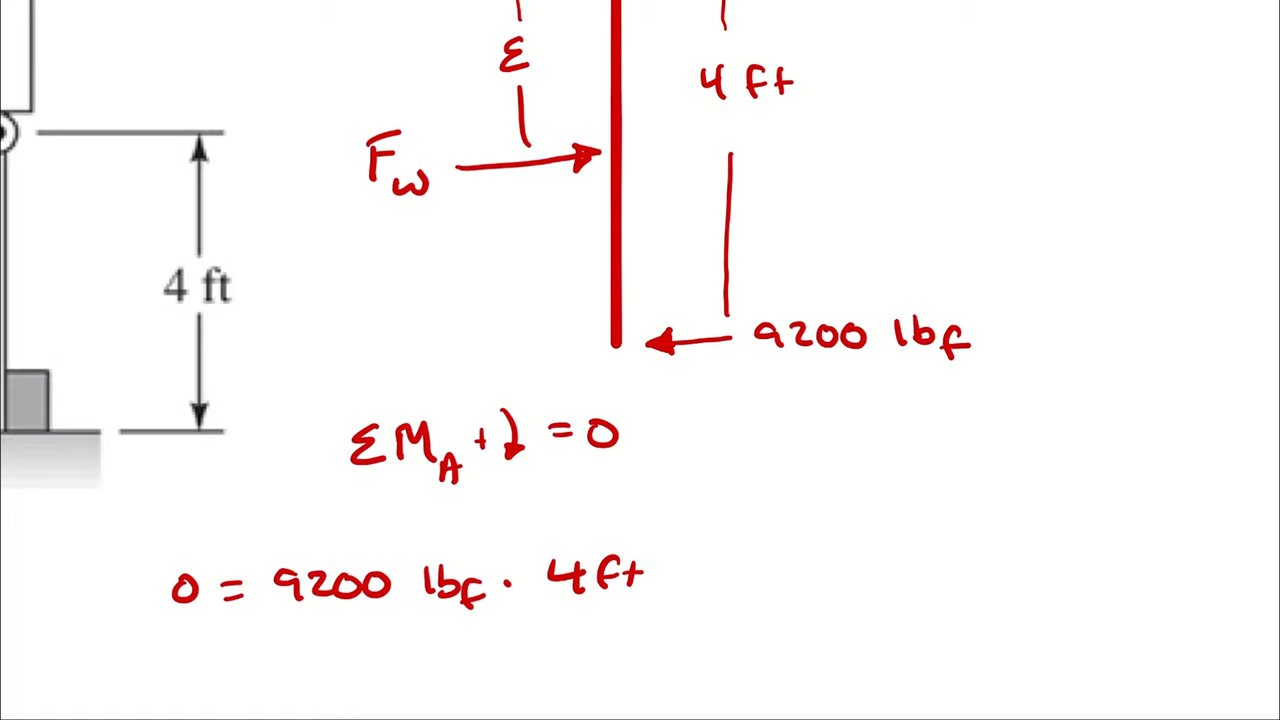 ε
4 ft
F_w
4 ft
9200 lbf
ΣM_A + ⤵ = 0
0 = 9200 lbf · 4 ft